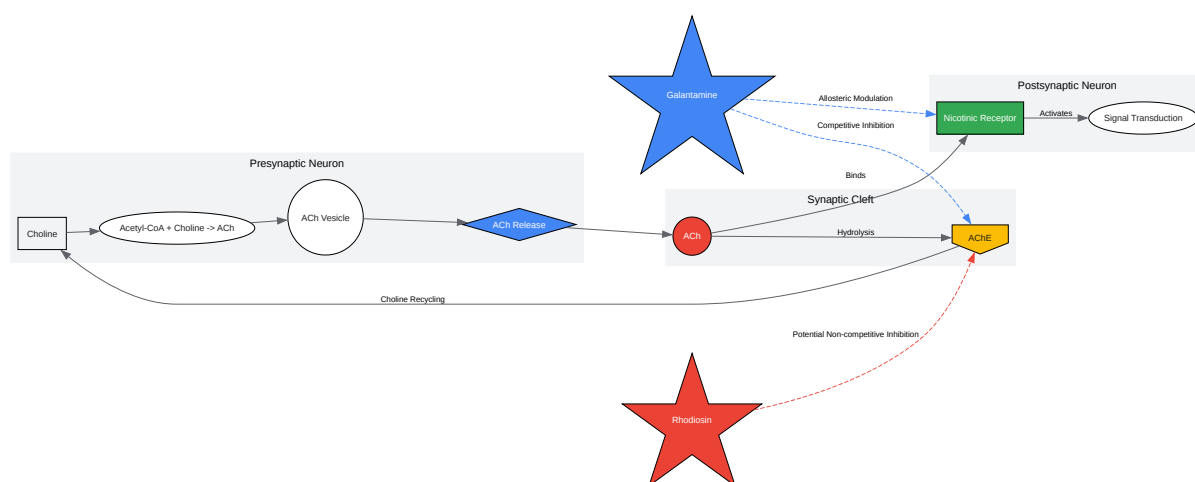 Galantamine
Allosteric Modulation
Competitive Inhibition
Postsynaptic Neuron
Nicotinic Receptor
Activates
Signal Transduction
Presynaptic Neuron
Choline
Acetyl-CoA + Choline -> ACh
ACh Vesicle
ACh Release
Binds
Synaptic Cleft
ACh
Hydrolysis
AChE
Choline Recycling
Potential Non-competitive Inhibition
Rhodiosin